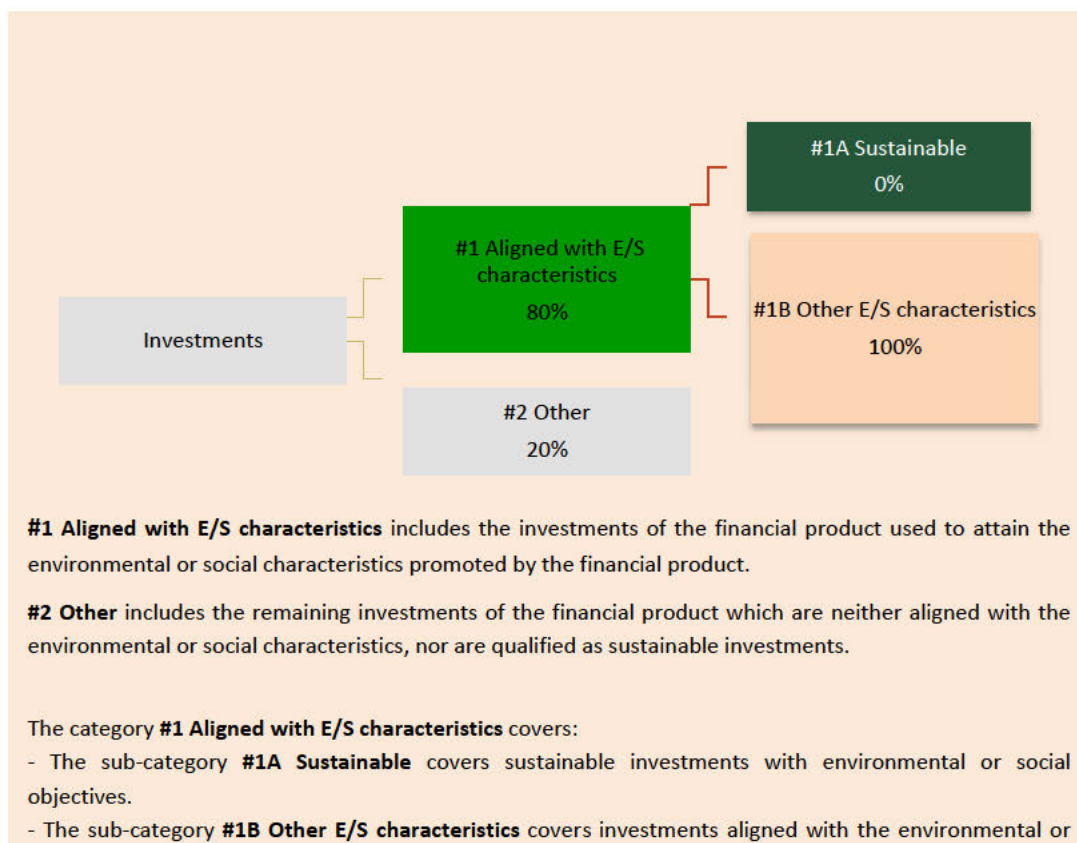 #1A Sustainable
0%
#1 Aligned with E/S
characteristics
80%
Investments
#1B Other E/S characteristics
100%
#2 Other
20%
#1 Aligned with E/S characteristics includes the investments of the financial product used to attain the
environmental or social characteristics promoted by the financial product.
#2 Other includes the remaining investments of the financial product which are neither aligned with the
environmental or social characteristics, nor are qualified as sustainable investments.
The category #1 Aligned with E/S characteristics covers:
- The sub-category #1A Sustainable covers sustainable investments with environmental or social
objectives.
- The sub-category #1B Other E/S characteristics covers investments aligned with the environmental or